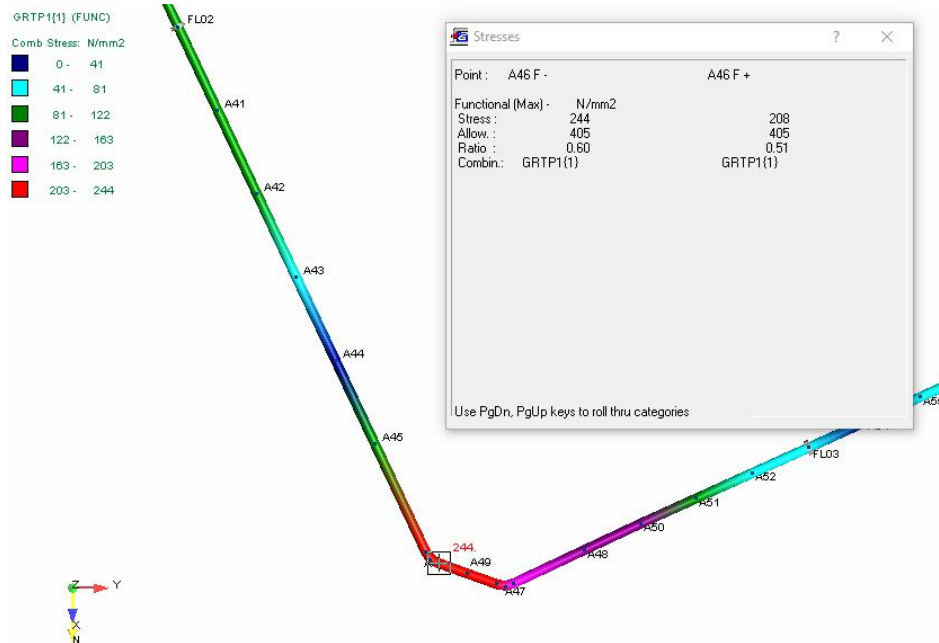 GRTP1{1} (FUNC)
Comb Stress: N/mm2
0 - 41
41 - 81
81 - 122
122 - 163
163 - 203
203 - 244
FL02
A41
A42
A43
A44
A45
244.
A49
A47
A48
A50
A51
A52
FL03
Stresses
Point : A46 F - A46 F +
Functional (Max) - N/mm2
Stress : 244 208
Allow. : 405 405
Ratio : 0.60 0.51
Combin.: GRTP1{1} GRTP1{1}
Use PgDn, PgUp keys to roll thru categories
Z
Y
X
N